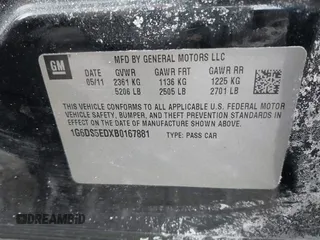 GM
MFD BY GENERAL MOTORS LLC
DATE GVWR GAWR FRT GAWR RR
05/11 2361 KG 1136 KG 1225 KG
5206 LB 2505 LB 2701 LB
THIS VEHICLE CONFORMS TO ALL APPLICABLE U.S. FEDERAL MOTOR
VEHICLE SAFETY, BUMPER, AND THEFT PREVENTION STANDARDS
IN EFFECT ON THE DATE OF MANUFACTURE SHOWN ABOVE.
1G6DS5EDXB0167881 TYPE: PASS CAR
DREAMBID